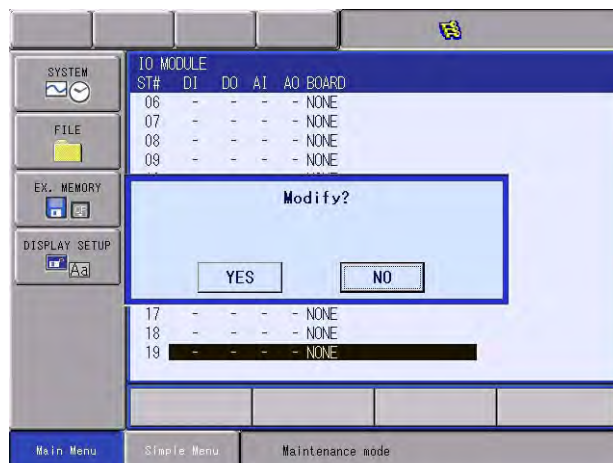 SYSTEM
FILE
EX. MEMORY
DISPLAY SETUP
Aa
IO MODULE
ST# DI DO AI AO BOARD
06 - - - - NONE
07 - - - - NONE
08 - - - - NONE
09 - - - - NONE
Modify?
YES NO
17 - - - - NONE
18 - - - - NONE
19 - - - - NONE
Main Menu Simple Menu Maintenance mode